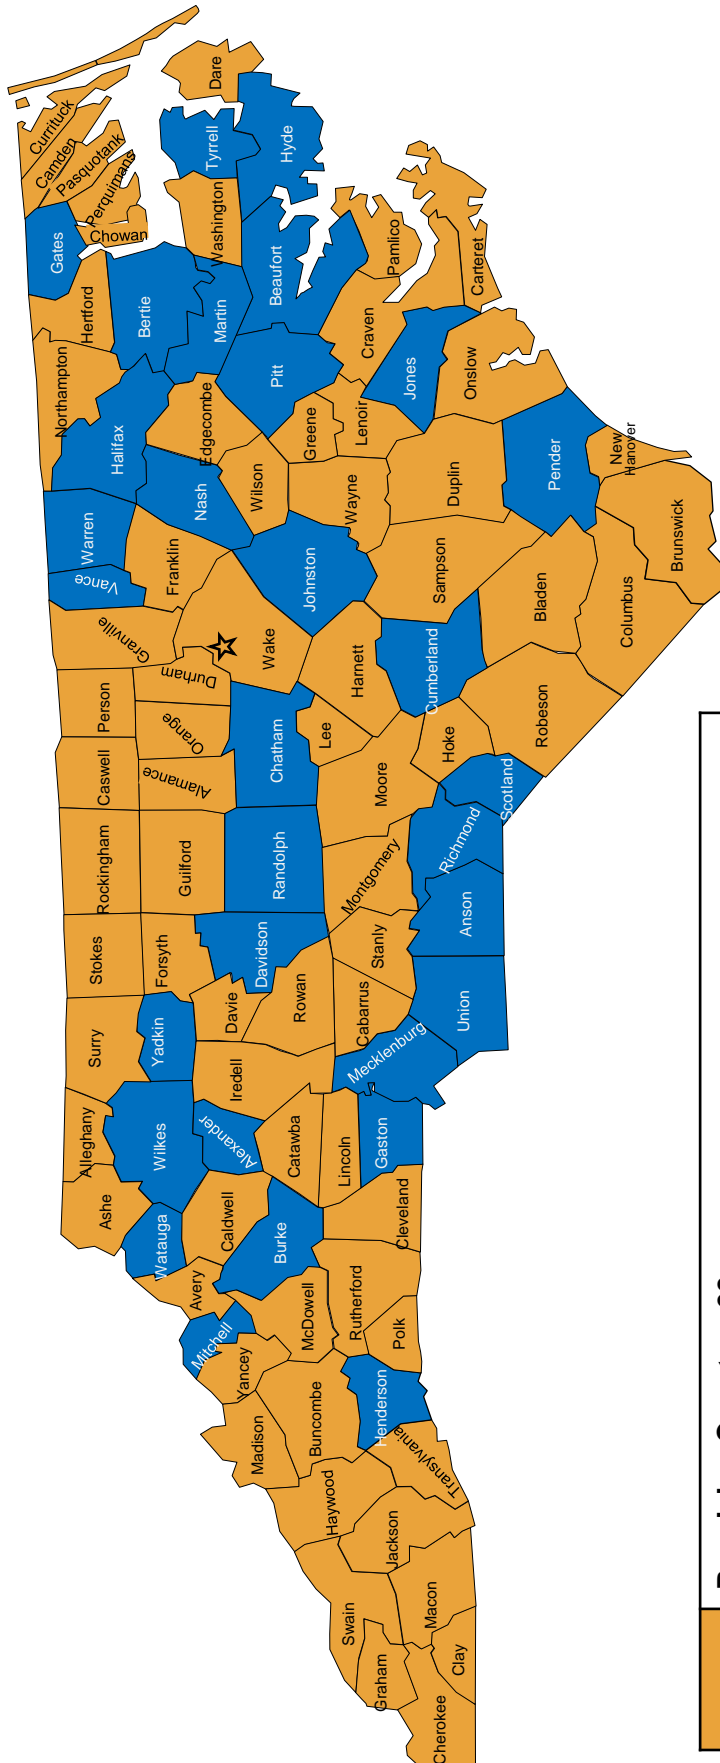 Currituck
Camden
Pasquotank
Perquimans
Chowan
Gates
Hertford
Northampton
Halifax
Warren
Vance
Granville
Person
Caswell
Rockingham
Stokes
Surry
Alleghany
Ashe
Dare
Tyrrell
Washington
Bertie
Martin
Edgecombe
Nash
Franklin
Durham
Orange
Alamance
Guilford
Forsyth
Yadkin
Wilkes
Watauga
Hyde
Beaufort
Pitt
Greene
Wilson
Johnston
Wake
Chatham
Randolph
Davidson
Davie
Rowan
Iredell
Alexander
Catawba
Caldwell
Burke
Avery
Mitchell
Yancey
McDowell
Madison
Buncombe
Haywood
Pamlico
Carteret
Craven
Jones
Lenoir
Onslow
Wayne
Duplin
Sampson
Harnett
Lee
Cumberland
Hoke
Moore
Montgomery
Stanly
Cabarrus
Mecklenburg
Lincoln
Gaston
Cleveland
Rutherford
Polk
Henderson
Transylvania
Jackson
Swain
Macon
Graham
Clay
Cherokee
Pender
New
Hanover
Brunswick
Bladen
Columbus
Robeson
Scotland
Richmond
Anson
Union